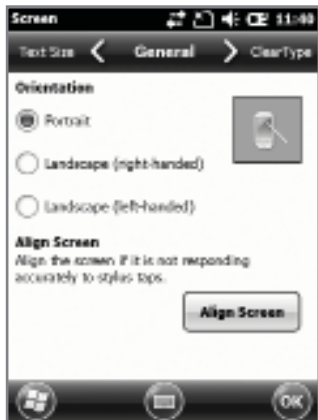 Screen 11:40
Text Size General ClearType
Orientation
Portrait
Landscape (right-handed)
Landscape (left-handed)
Align Screen
Align the screen if it is not responding
accurately to stylus taps.
Align Screen
OK